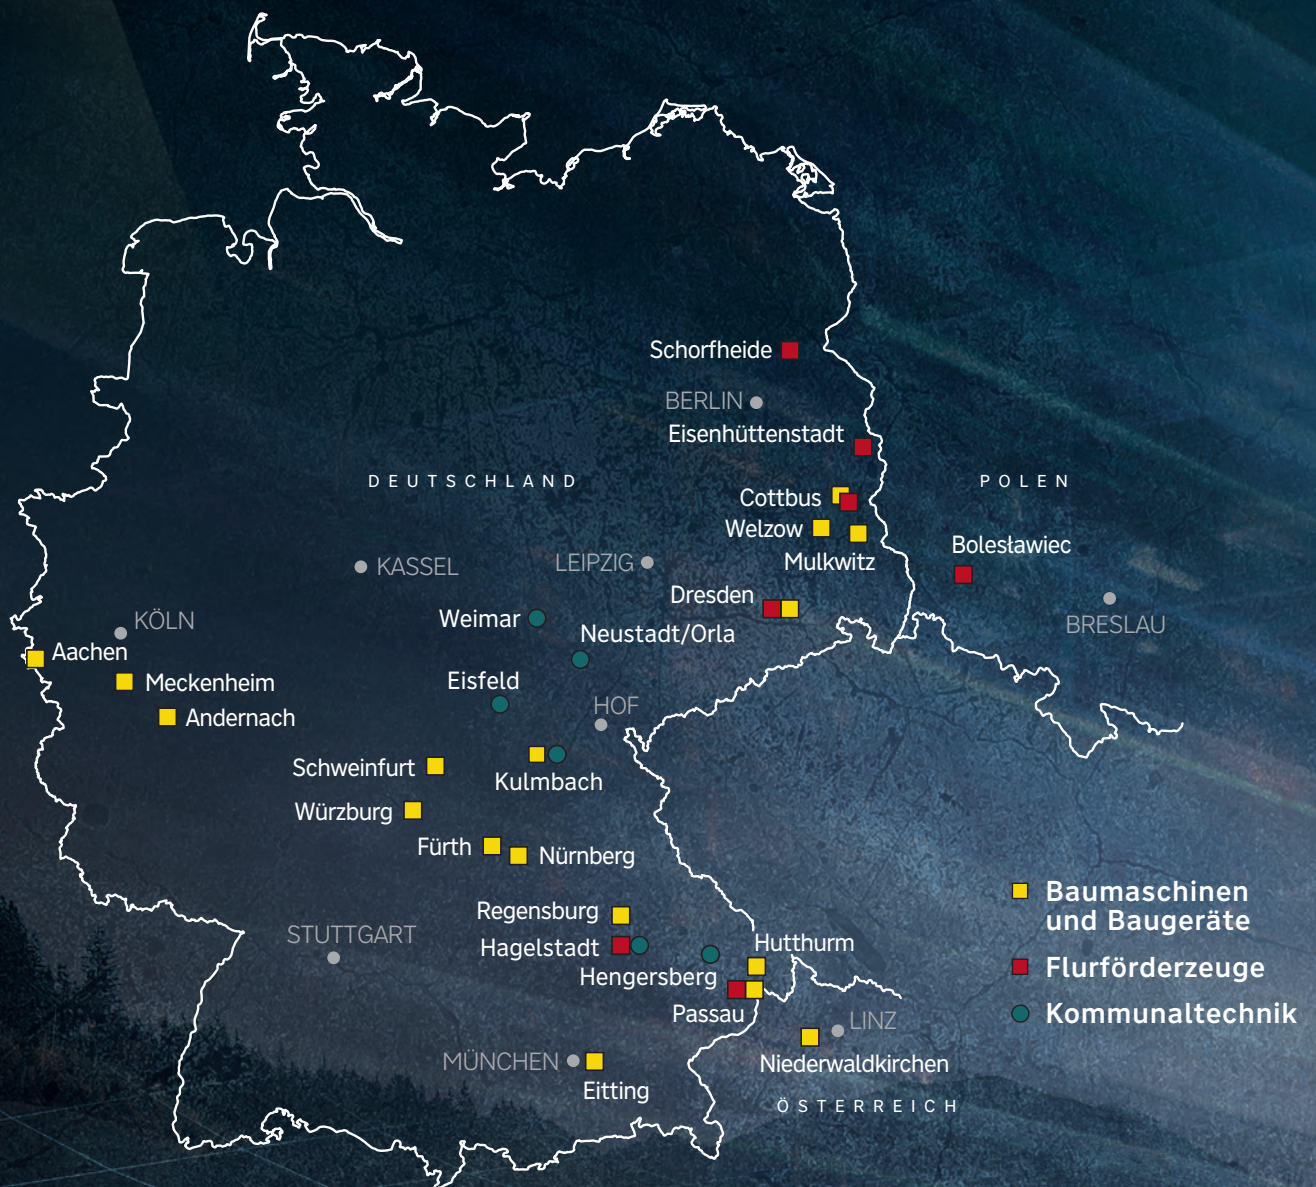 Schorfheide
BERLIN
Eisenhüttenstadt
DEUTSCHLAND
POLEN
Cottbus
Welzow
Mulkwitz
Bolesławiec
KASSEL
LEIPZIG
Dresden
BRESLAU
Weimar
Neustadt/Orla
KÖLN
Aachen
Meckenheim
Andernach
Eisfeld
HOF
Schweinfurt
Kulmbach
Würzburg
Fürth
Nürnberg
Regensburg
STUTTGART
Hagelstadt
Hengersberg
Hutthurm
Passau
LINZ
Niederwaldkirchen
MÜNCHEN
Eitting
ÖSTERREICH
Baumaschinen
und Baugeräte
Flurförderzeuge
Kommunaltechnik